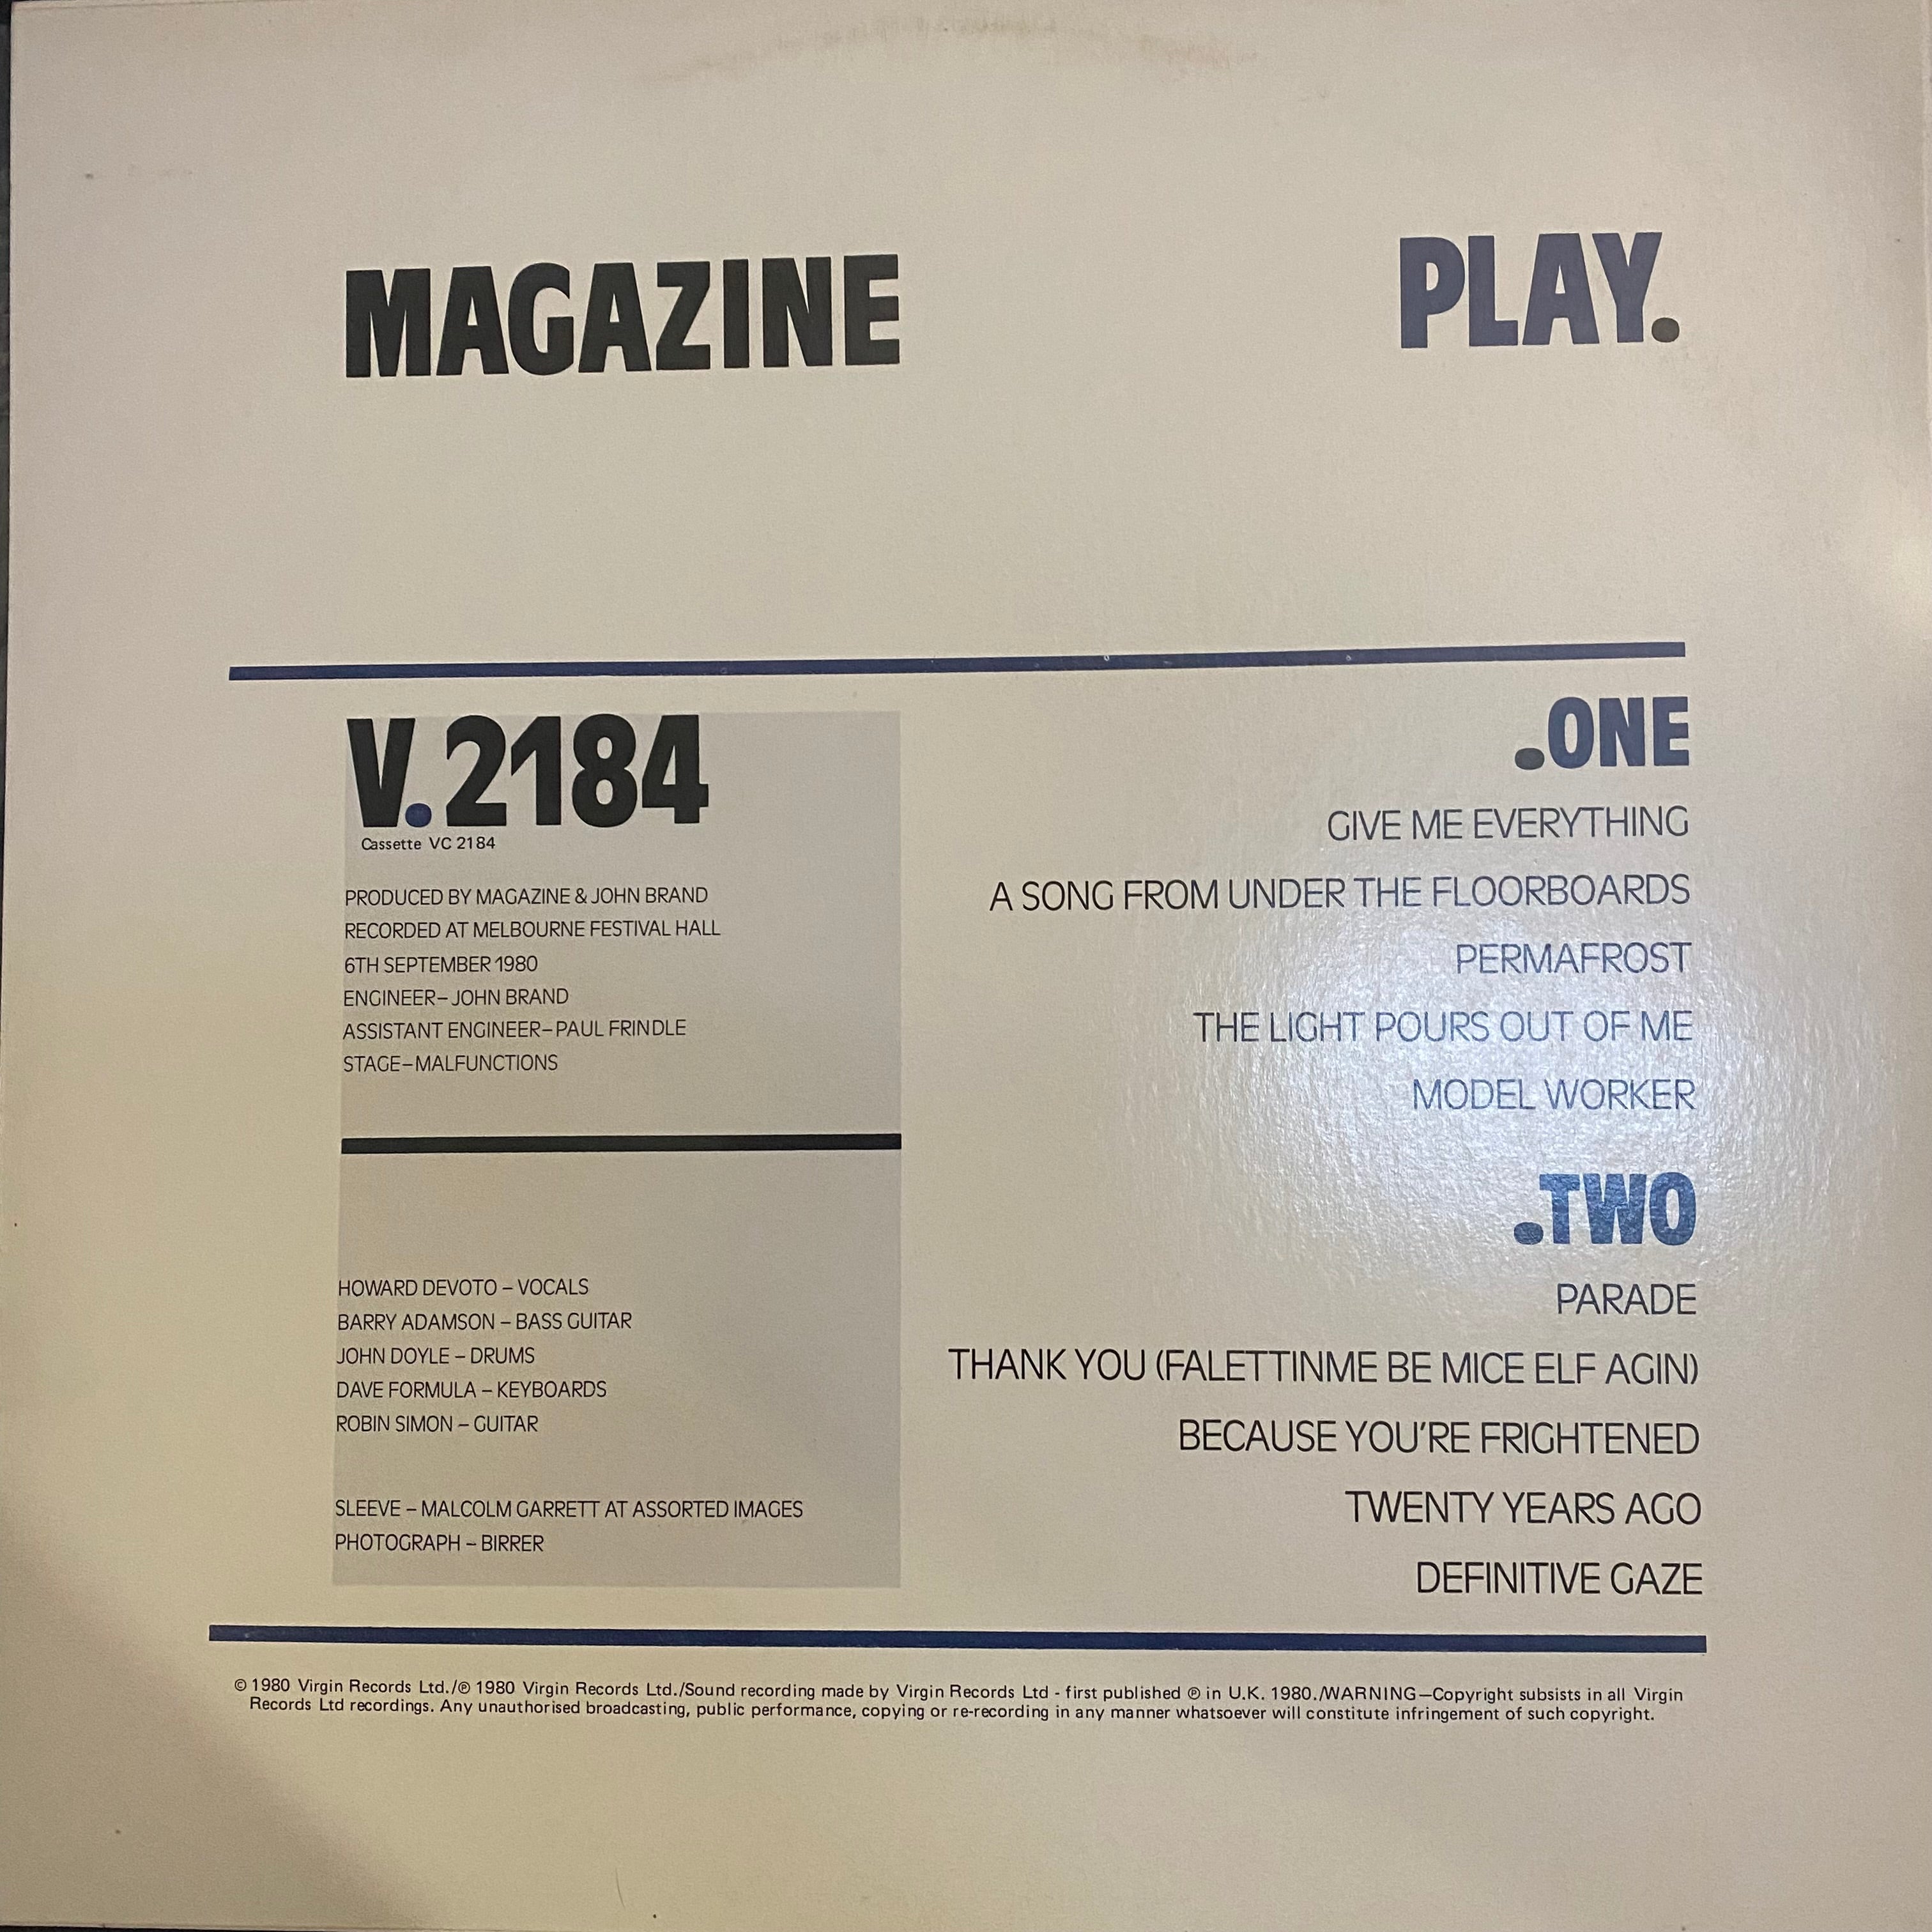 MAGAZINE
PLAY.
V.2184
Cassette VC 2184
PRODUCED BY MAGAZINE & JOHN BRAND
RECORDED AT MELBOURNE FESTIVAL HALL
6TH SEPTEMBER 1980
ENGINEER–JOHN BRAND
ASSISTANT ENGINEER–PAUL FRINDLE
STAGE–MALFUNCTIONS
HOWARD DEVOTO – VOCALS
BARRY ADAMSON – BASS GUITAR
JOHN DOYLE – DRUMS
DAVE FORMULA – KEYBOARDS
ROBIN SIMON – GUITAR
SLEEVE – MALCOLM GARRETT AT ASSORTED IMAGES
PHOTOGRAPH – BIRRER
.ONE
GIVE ME EVERYTHING
A SONG FROM UNDER THE FLOORBOARDS
PERMAFROST
THE LIGHT POURS OUT OF ME
MODEL WORKER
.TWO
PARADE
THANK YOU (FALETTINME BE MICE ELF AGIN)
BECAUSE YOU'RE FRIGHTENED
TWENTY YEARS AGO
DEFINITIVE GAZE
© 1980 Virgin Records Ltd./℗ 1980 Virgin Records Ltd./Sound recording made by Virgin Records Ltd - first published ℗ in U.K. 1980./WARNING—Copyright subsists in all Virgin
Records Ltd recordings. Any unauthorised broadcasting, public performance, copying or re-recording in any manner whatsoever will constitute infringement of such copyright.